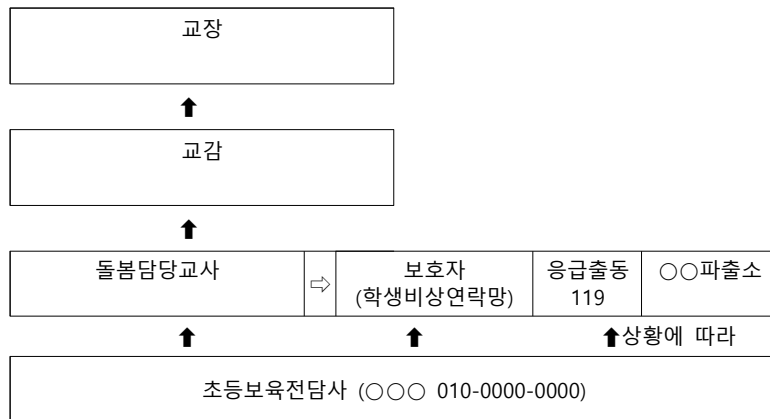 교장
교감
돌봄담당교사
⇨
보호자
(학생비상연락망)
응급출동
119
○○파출소
상황에 따라
초등보육전담사 (○○○ 010-0000-0000)